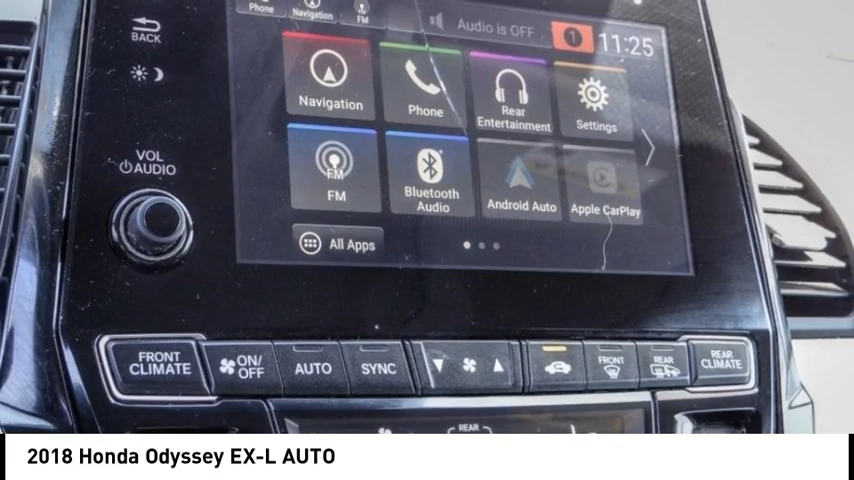 BACK
Phone
Navigation
FM
Audio is OFF
1
11:25
Navigation
Phone
Rear
Entertainment
Settings
VOL
AUDIO
FM
FM
Bluetooth
Audio
Android Auto
Apple CarPlay
All Apps
FRONT
CLIMATE
ON/
OFF
AUTO
SYNC
FRONT
REAR
REAR
CLIMATE
REAR
2018 Honda Odyssey EX-L AUTO